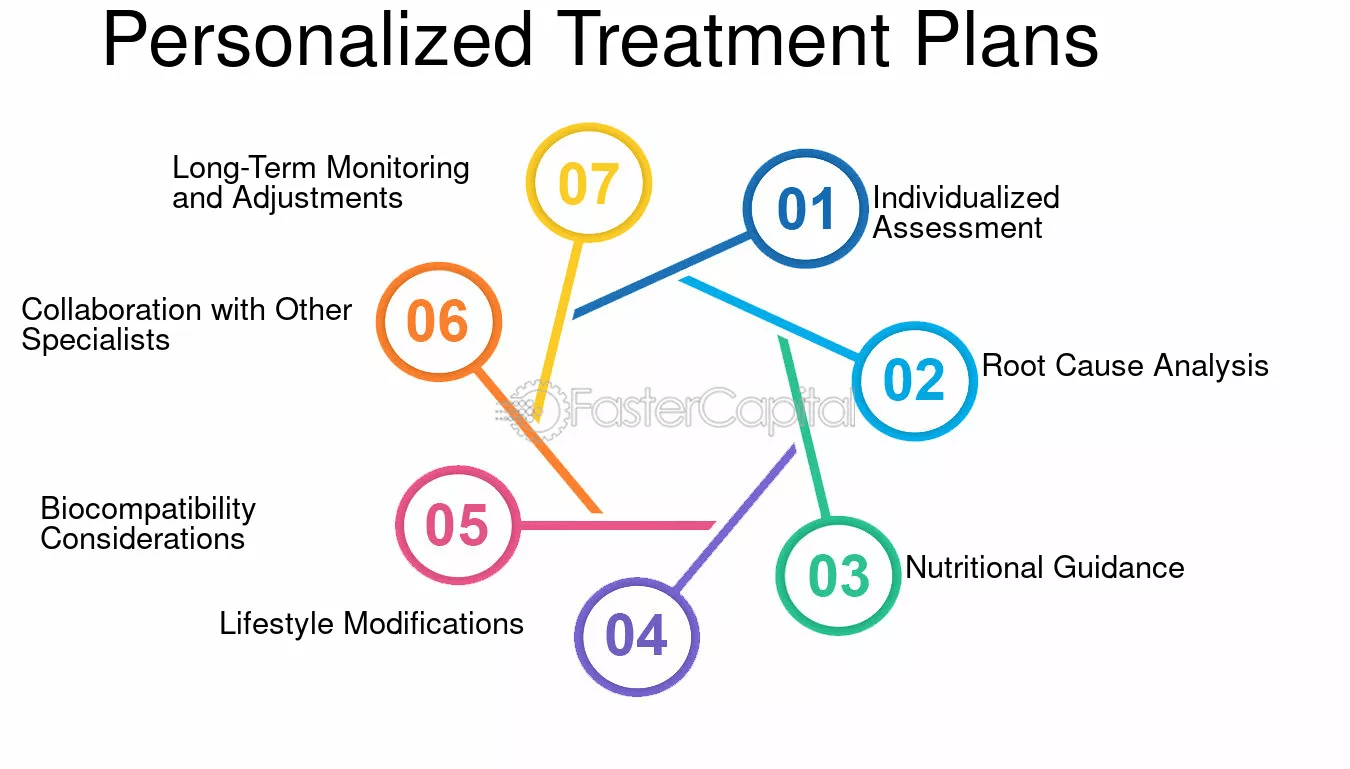 Personalized Treatment Plans
07
Long-Term Monitoring
and Adjustments
01
Individualized
Assessment
06
Collaboration with Other
Specialists
02
Root Cause Analysis
FasterCapital
05
Biocompatibility
Considerations
03
Nutritional Guidance
04
Lifestyle Modifications